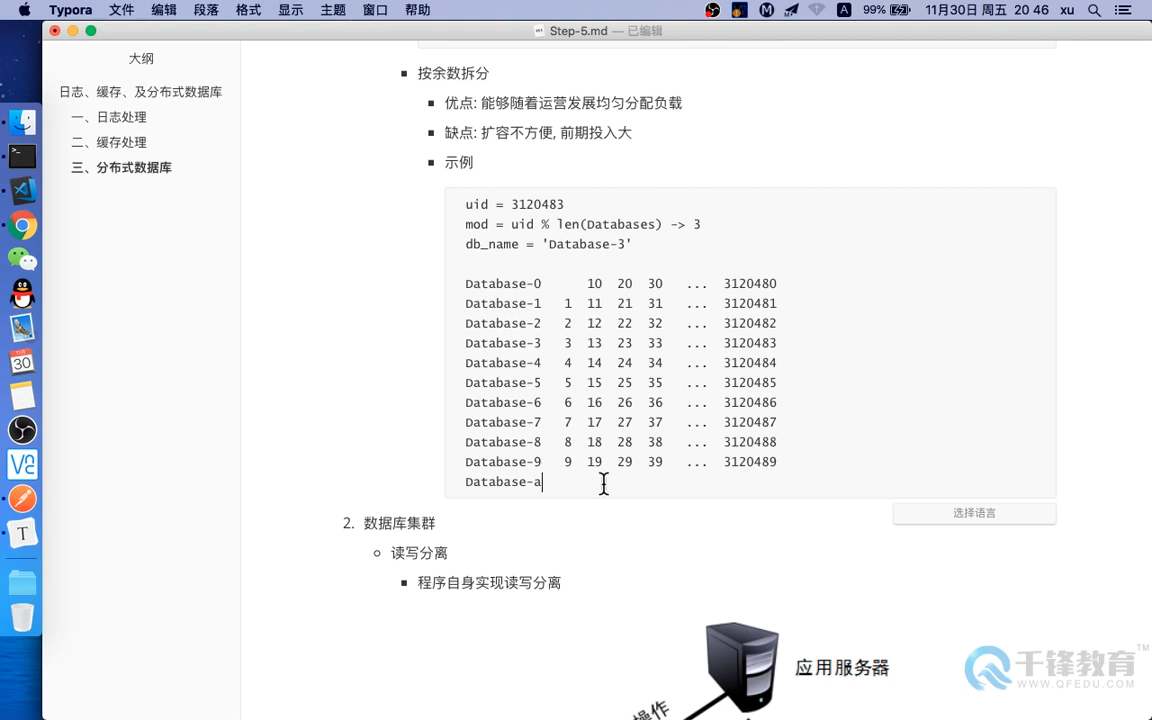 Typora 文件 编辑 段落 格式 显示 主题 窗口 帮助 99% 11月30日 周五 20 46 xu
Step-5.md — 已编辑
大纲
日志、缓存、及分布式数据库
一、日志处理
二、缓存处理
三、分布式数据库
按余数拆分
优点: 能够随着运营发展均匀分配负载
缺点: 扩容不方便, 前期投入大
示例
uid = 3120483
mod = uid % len(Databases) -> 3
db_name = 'Database-3'
Database-0 10 20 30 ... 3120480
Database-1 1 11 21 31 ... 3120481
Database-2 2 12 22 32 ... 3120482
Database-3 3 13 23 33 ... 3120483
Database-4 4 14 24 34 ... 3120484
Database-5 5 15 25 35 ... 3120485
Database-6 6 16 26 36 ... 3120486
Database-7 7 17 27 37 ... 3120487
Database-8 8 18 28 38 ... 3120488
Database-9 9 19 29 39 ... 3120489
Database-a
选择语言
2. 数据库集群
读写分离
程序自身实现读写分离
应用服务器
操作
千锋教育™
WWW.QFEDU.COM